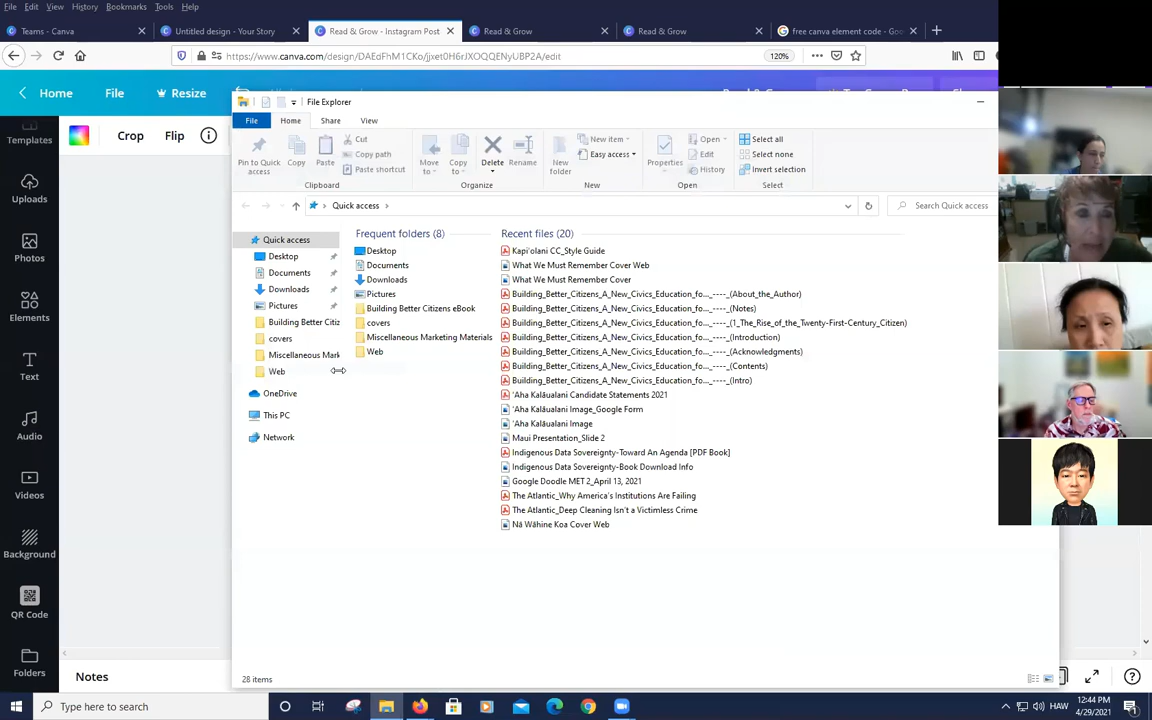 File Edit View History Bookmarks Tools Help
Teams - Canva
Untitled design - Your Story
Read & Grow - Instagram Post
Read & Grow
Read & Grow
free canva element code - Goo
https://www.canva.com/design/DAEdFhM1CKo/jjxet0H6rJXOQQENyUBP2A/edit
120%
Home File Resize
File Explorer
Templates
Crop Flip
File Home Share View
Pin to Quick access
Copy
Paste
Cut
Copy path
Paste shortcut
Move to
Copy to
Delete
Rename
New folder
New item
Easy access
Properties
Open
Edit
History
Select all
Select none
Invert selection
Clipboard Organize New Open Select
Uploads
Photos
Elements
Text
Audio
Videos
Background
QR Code
Folders
Quick access
Search Quick access
Quick access
Desktop
Documents
Downloads
Pictures
Building Better Citiz
covers
Miscellaneous Mark
Web
OneDrive
This PC
Network
Frequent folders (8)
Desktop
Documents
Downloads
Pictures
Building Better Citizens eBook
covers
Miscellaneous Marketing Materials
Web
Recent files (20)
Kapi'olani CC_Style Guide
What We Must Remember Cover Web
What We Must Remember Cover
Building_Better_Citizens_A_New_Civics_Education_fo..._----_(About_the_Author)
Building_Better_Citizens_A_New_Civics_Education_fo..._----_(Notes)
Building_Better_Citizens_A_New_Civics_Education_fo..._----_(1_The_Rise_of_the_Twenty-First-Century_Citizen)
Building_Better_Citizens_A_New_Civics_Education_fo..._----_(Introduction)
Building_Better_Citizens_A_New_Civics_Education_fo..._----_(Acknowledgments)
Building_Better_Citizens_A_New_Civics_Education_fo..._----_(Contents)
Building_Better_Citizens_A_New_Civics_Education_fo..._----_(Intro)
'Aha Kalāualani Candidate Statements 2021
'Aha Kalāualani Image_Google Form
'Aha Kalāualani Image
Maui Presentation_Slide 2
Indigenous Data Sovereignty-Toward An Agenda [PDF Book]
Indigenous Data Sovereignty-Book Download Info
Google Doodle MET 2_April 13, 2021
The Atlantic_Why America's Institutions Are Failing
The Atlantic_Deep Cleaning Isn't a Victimless Crime
Nā Wāhine Koa Cover Web
28 items
Notes
Type here to search
HAW
12:44 PM
4/29/2021